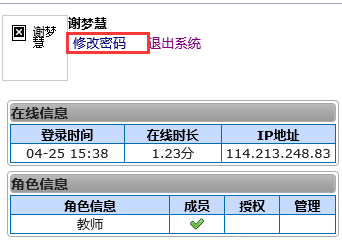 谢梦慧
谢梦慧
修改密码 退出系统
在线信息
登录时间 在线时长 IP地址
04-25 15:38 1.23分 114.213.248.83
角色信息
角色信息 成员 授权 管理
教师